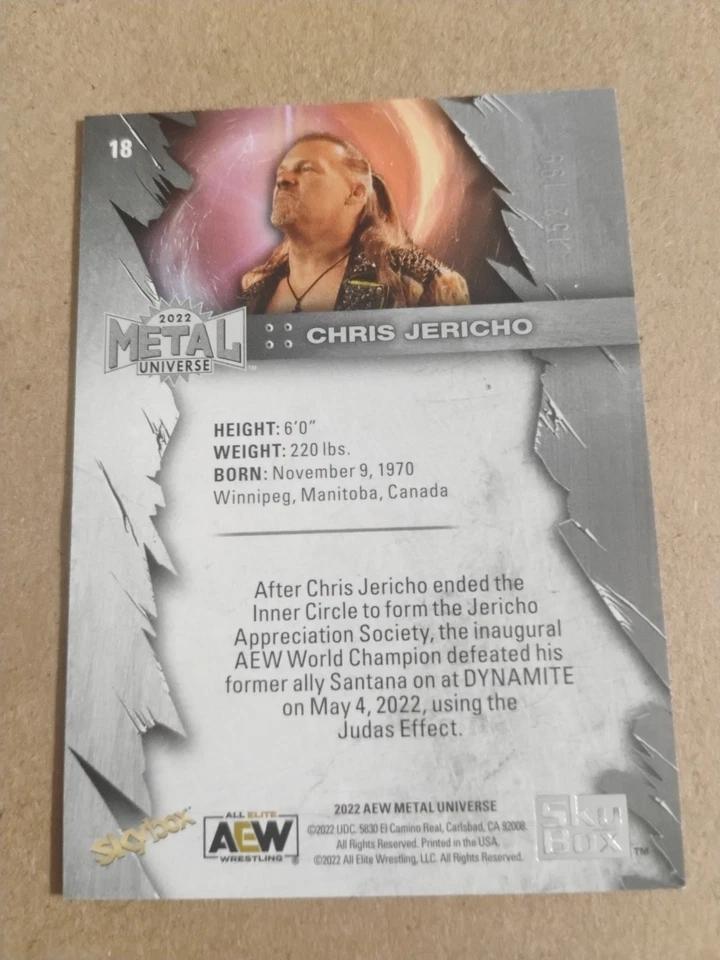 18
152/199
2022
METAL
UNIVERSE
TM
CHRIS JERICHO
HEIGHT: 6'0"
WEIGHT: 220 lbs.
BORN: November 9, 1970
Winnipeg, Manitoba, Canada
After Chris Jericho ended the
Inner Circle to form the Jericho
Appreciation Society, the inaugural
AEW World Champion defeated his
former ally Santana on at DYNAMITE
on May 4, 2022, using the
Judas Effect.
skybox
ALL ELITE
AEW
WRESTLING
2022 AEW METAL UNIVERSE
©2022 UDC. 5830 El Camino Real, Carlsbad, CA 92008.
All Rights Reserved. Printed in the USA.
©2022 All Elite Wrestling, LLC. All Rights Reserved.
Sky
Box
TM